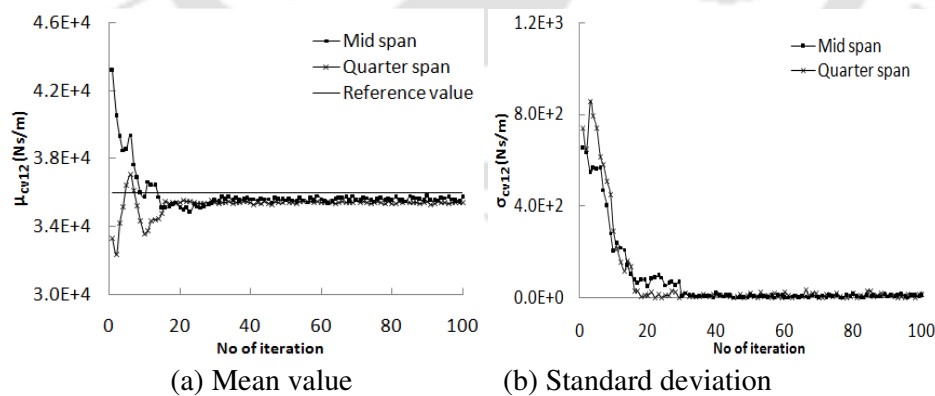 4.6E+4
4.2E+4
3.8E+4
3.4E+4
3.0E+4
μcv12 (Ns/m)
Mid span
Quarter span
Reference value
0 20 40 60 80 100
No of iteration
(a) Mean value
1.2E+3
8.0E+2
4.0E+2
0.0E+0
σcv12 (Ns/m)
Mid span
Quarter span
0 20 40 60 80 100
No of iteration
(b) Standard deviation